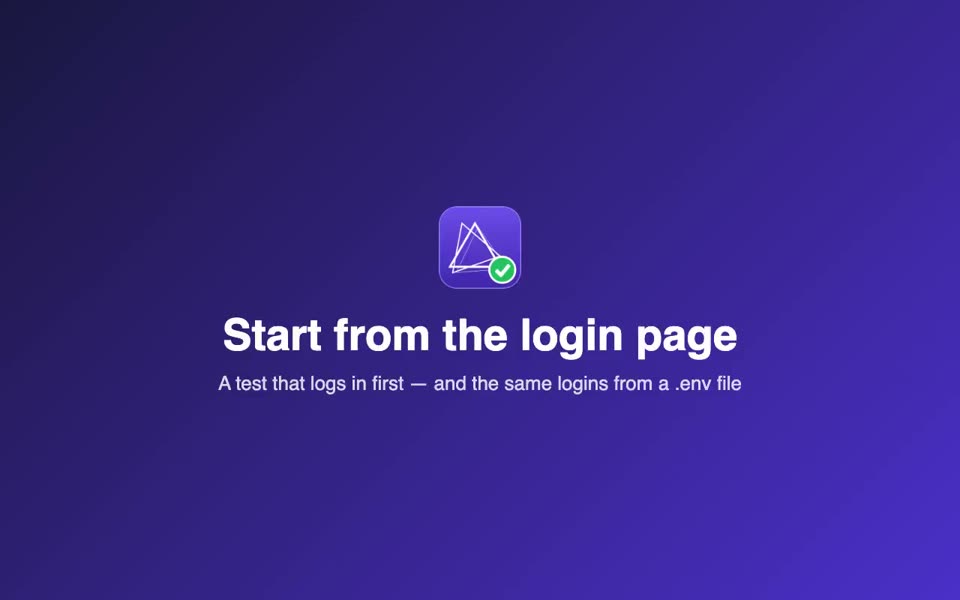 Start from the login page
A test that logs in first — and the same logins from a .env file